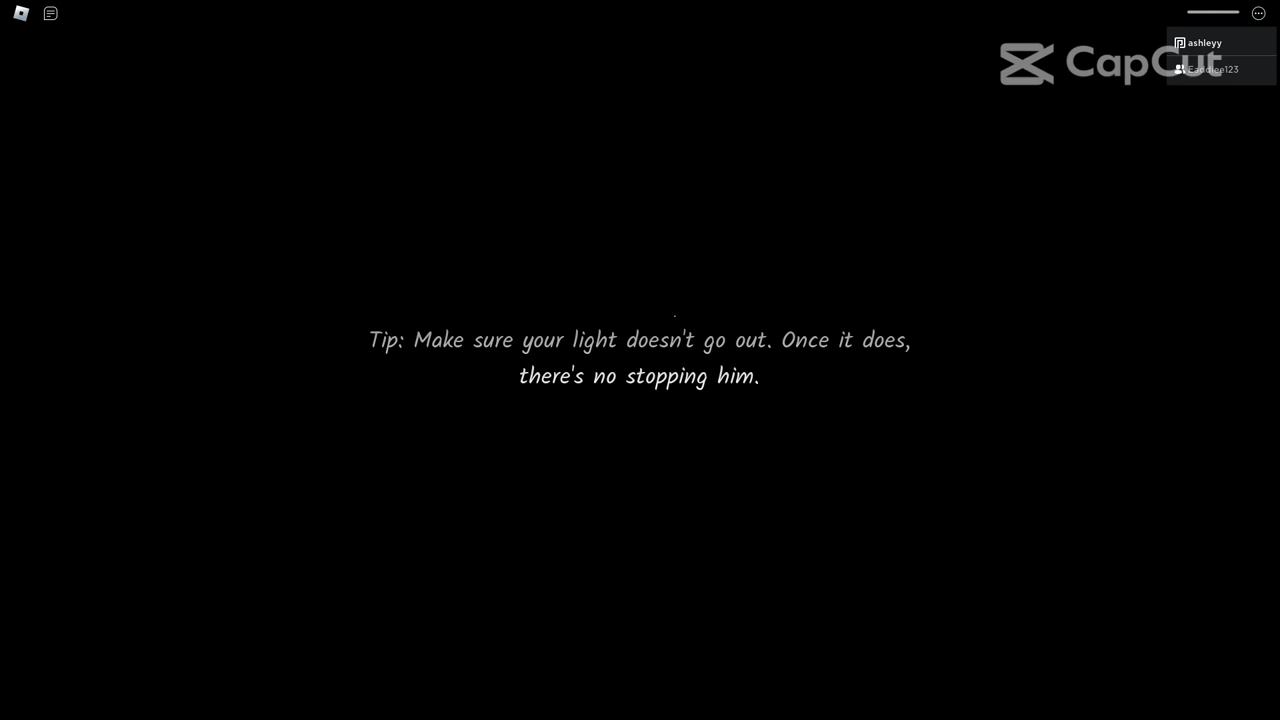 ashleyy
CapCut
Tip: Make sure your light doesn't go out. Once it does,
there's no stopping him.